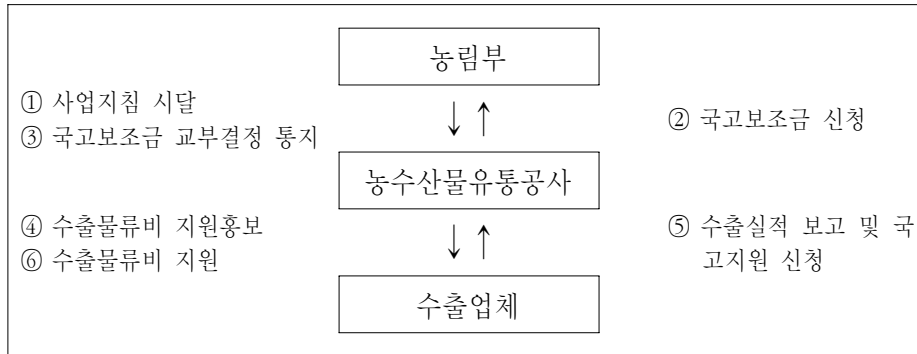 농림부
① 사업지침 시달
③ 국고보조금 교부결정 통지
↓ ↑
② 국고보조금 신청
농수산물유통공사
④ 수출물류비 지원홍보
⑥ 수출물류비 지원
↓ ↑
⑤ 수출실적 보고 및 국
고지원 신청
수출업체